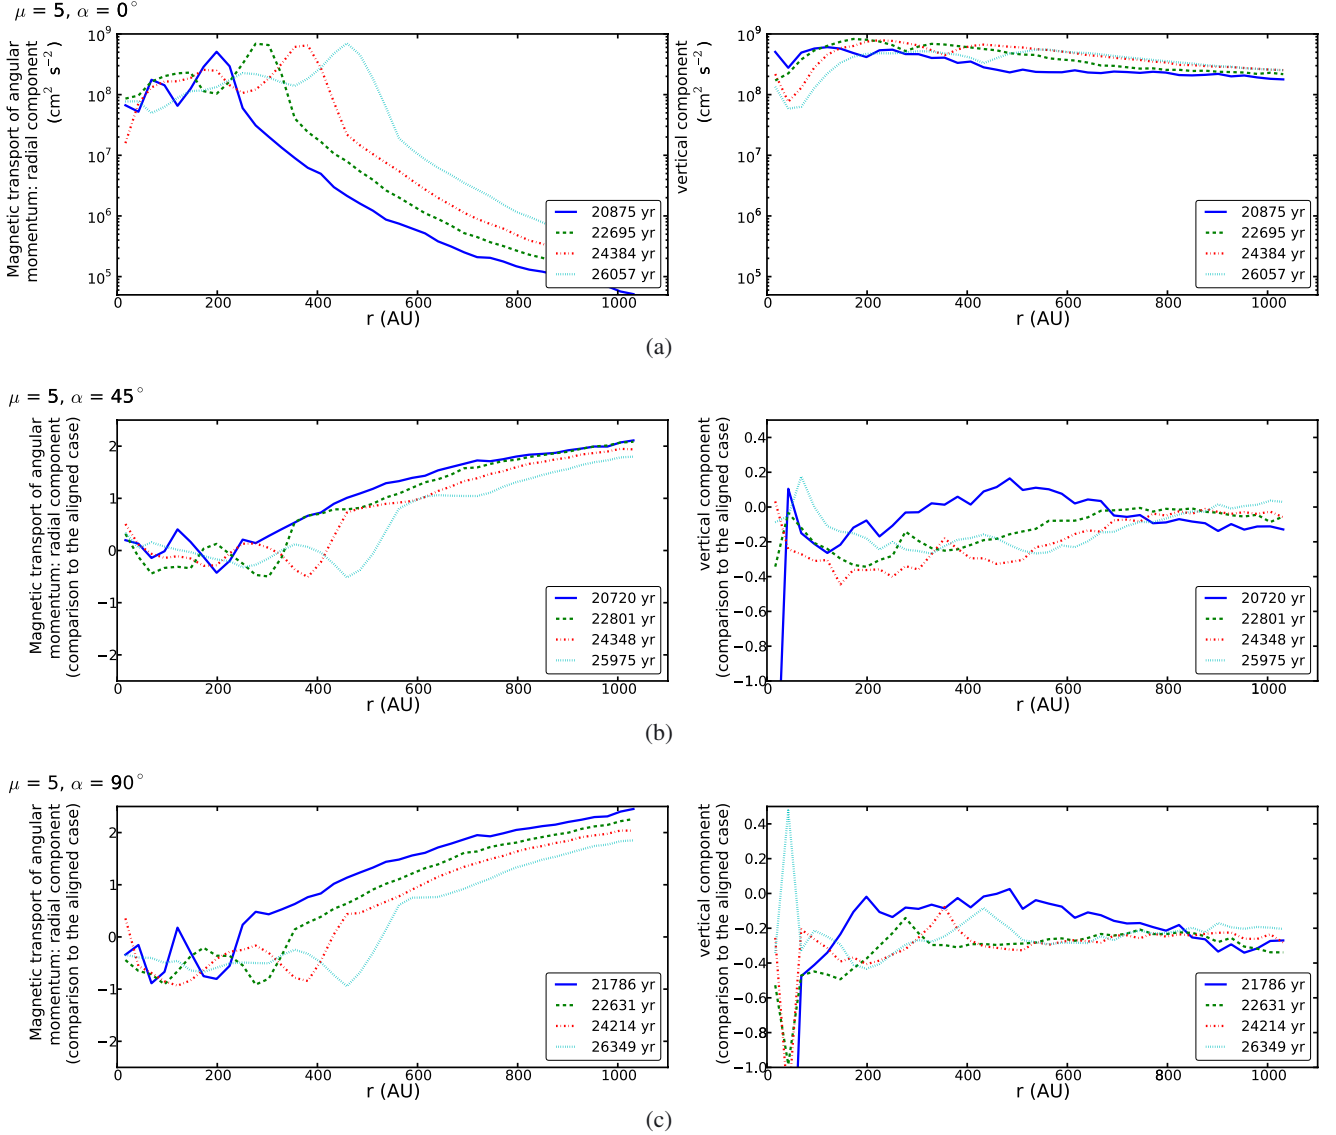 μ = 5, α = 0°
Magnetic transport of angular
momentum: radial component
(cm² s⁻²)
10⁹
10⁸
10⁷
10⁶
10⁵
20875 yr
22695 yr
24384 yr
26057 yr
0 200 400 600 800 1000
r (AU)
vertical component
(cm² s⁻²)
10⁹
10⁸
10⁷
10⁶
10⁵
20875 yr
22695 yr
24384 yr
26057 yr
0 200 400 600 800 1000
r (AU)
(a)
μ = 5, α = 45°
Magnetic transport of angular
momentum: radial component
(comparison to the aligned case)
2
1
0
−1
−2
20720 yr
22801 yr
24348 yr
25975 yr
0 200 400 600 800 1000
r (AU)
vertical component
(comparison to the aligned case)
0.4
0.2
0.0
−0.2
−0.4
−0.6
−0.8
−1.0
20720 yr
22801 yr
24348 yr
25975 yr
0 200 400 600 800 1000
r (AU)
(b)
μ = 5, α = 90°
Magnetic transport of angular
momentum: radial component
(comparison to the aligned case)
2
1
0
−1
−2
21786 yr
22631 yr
24214 yr
26349 yr
0 200 400 600 800 1000
r (AU)
vertical component
(comparison to the aligned case)
0.4
0.2
0.0
−0.2
−0.4
−0.6
−0.8
−1.0
21786 yr
22631 yr
24214 yr
26349 yr
0 200 400 600 800 1000
r (AU)
(c)